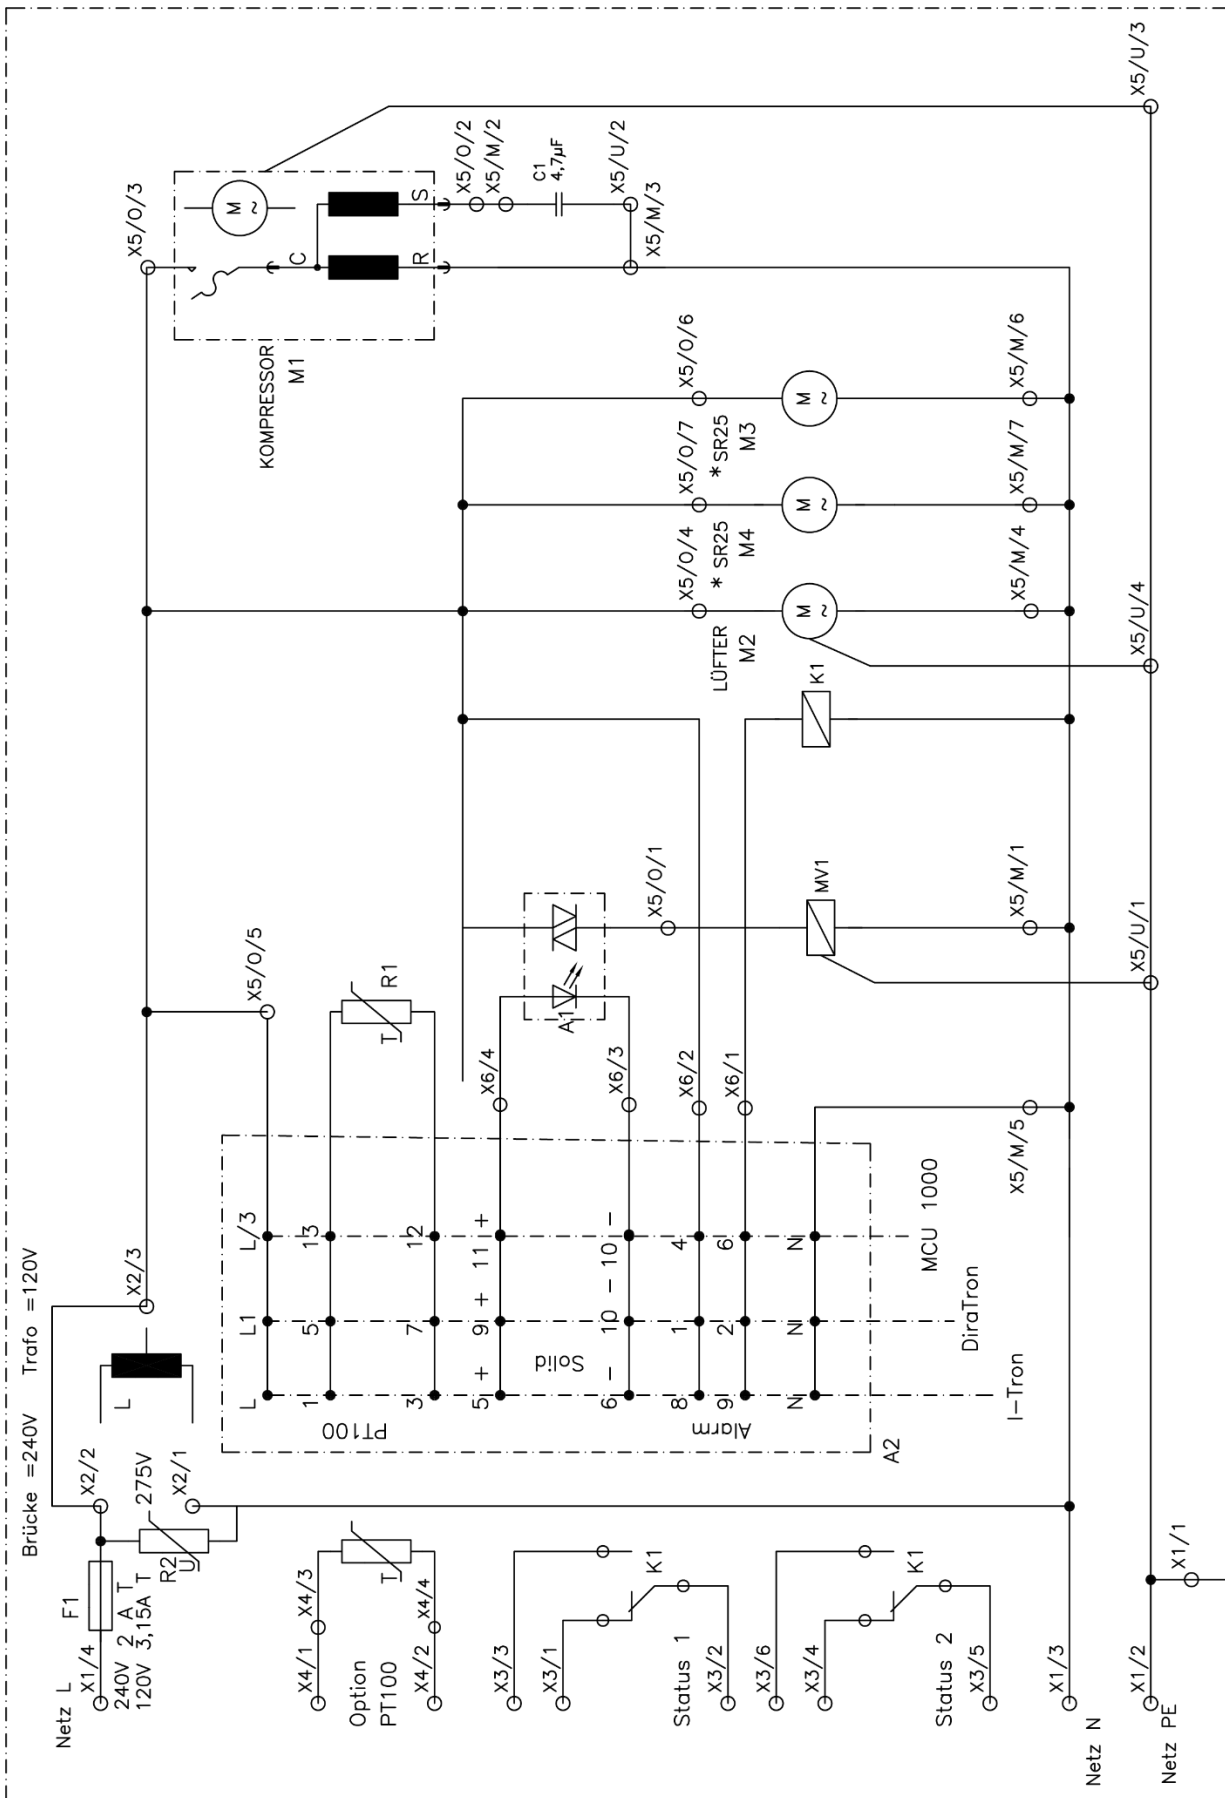 Brücke =240V Trafo =120V
Netz L
X1/4
F1
240V 2 A T
120V 3,15A T
R2
U
275V
X2/2
X2/1
L
X2/3
X5/O/5
X5/O/3
KOMPRESSOR
M1
M
~
C
S
R
X5/O/2
X5/M/2
C1
4,7µF
X5/U/2
X5/M/3
X5/U/3
Option
PT100
X4/1
X4/3
T
X4/2
X4/4
PT100
L
L1
L/3
1
5
13
3
7
12
T
R1
5 +
9 +
11 +
Solid
6 –
10 –
10 –
X6/4
X6/3
A1
X5/O/1
Alarm
8
1
4
9
2
6
X6/2
X6/1
N
N
N
A2
I–Tron
DiraTron
MCU 1000
X5/M/5
MV1
X5/M/1
X5/U/1
K1
LÜFTER
M2
X5/O/4
M
~
X5/M/4
X5/U/4
* SR25
M4
X5/O/7
M
~
X5/M/7
* SR25
M3
X5/O/6
M
~
X5/M/6
X3/3
X3/1
K1
Status 1
X3/2
X3/6
X3/4
K1
Status 2
X3/5
Netz N
X1/3
Netz PE
X1/2
X1/1